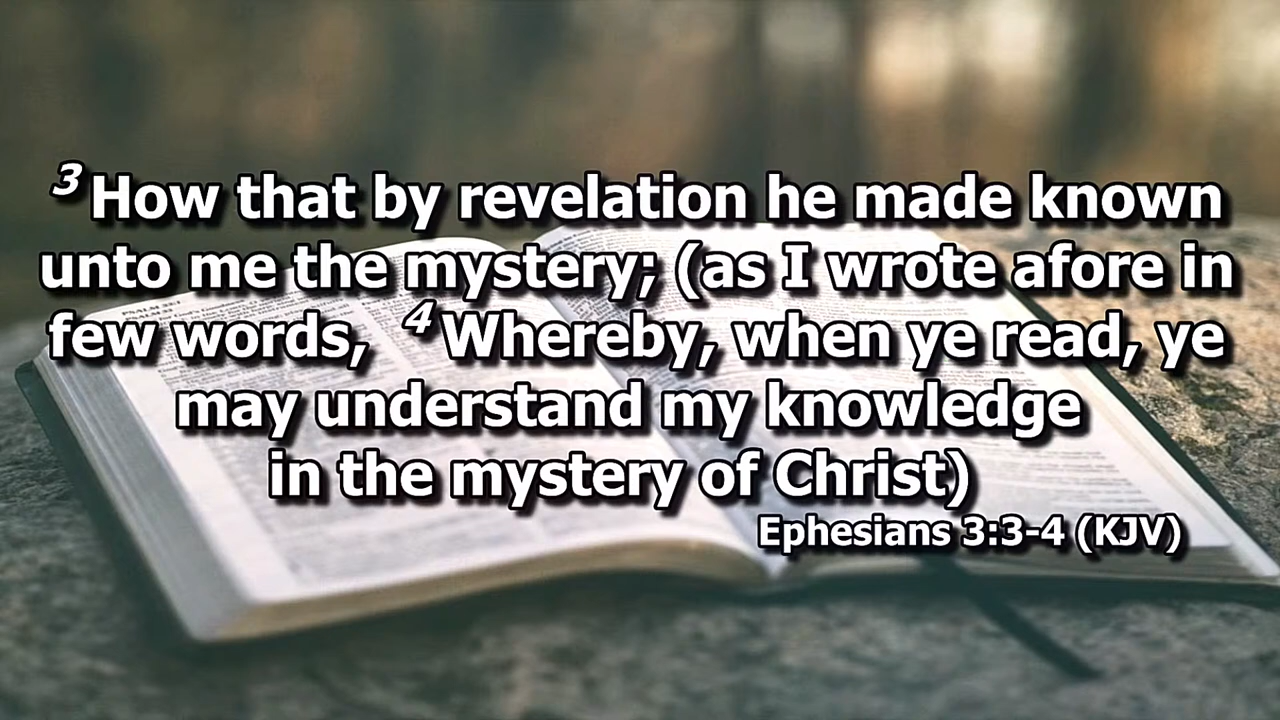 3 How that by revelation he made known
unto me the mystery; (as I wrote afore in
few words, 4 Whereby, when ye read, ye
may understand my knowledge
in the mystery of Christ)
Ephesians 3:3-4 (KJV)